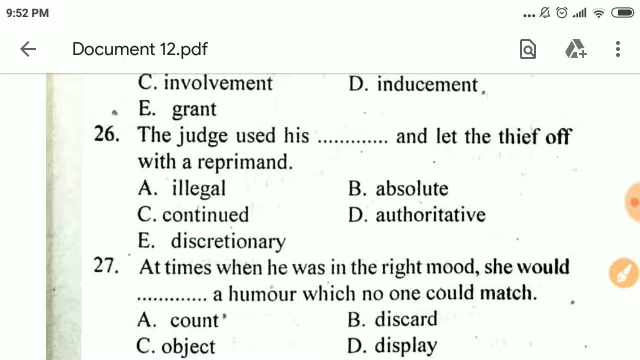 9:52 PM
Document 12.pdf
C. involvement D. inducement
E. grant
26. The judge used his ............. and let the thief off
with a reprimand.
A. illegal B. absolute
C. continued D. authoritative
E. discretionary
27. At times when he was in the right mood, she would
............. a humour which no one could match.
A. count B. discard
C. object D. display